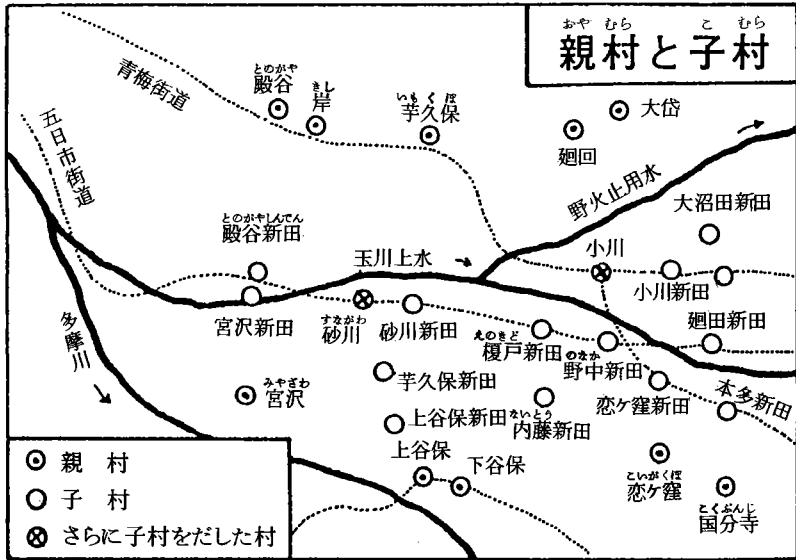 おやむら こむら
親村と子村
青梅街道
とのがや
殿谷
きし
岸
いもくぼ
芋久保
大岱
廻回
五日市街道
野火止用水
大沼田新田
とのがやしんでん
殿谷新田
玉川上水
小川
小川新田
宮沢新田
すながわ
砂川
砂川新田
えのきど
榎戸新田
のなか
野中新田
廻田新田
多摩川
みやざわ
宮沢
芋久保新田
上谷保新田
ないとう
内藤新田
恋ケ窪新田
本多新田
上谷保
下谷保
こいがくぼ
恋ケ窪
こくぶんじ
国分寺
親 村
子 村
さらに子村をだした村